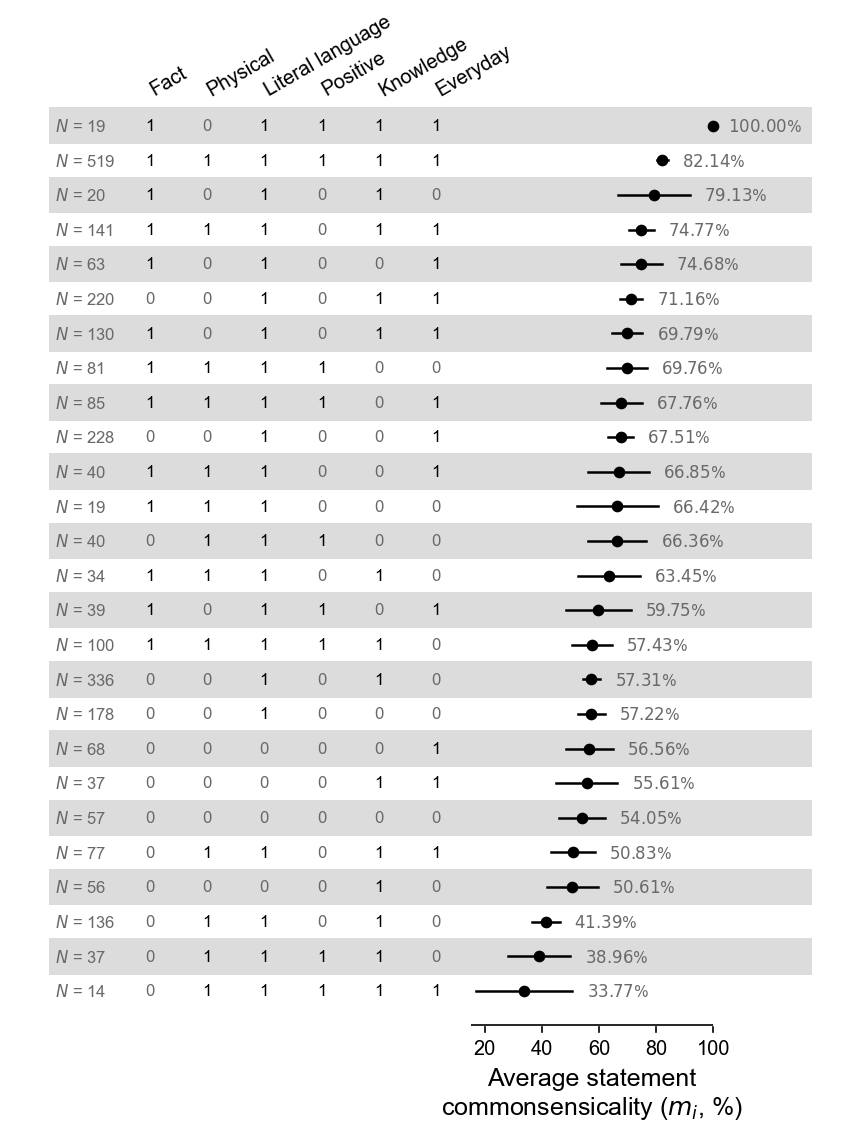 Fact Physical Literal language Positive Knowledge Everyday
N = 19 1 0 1 1 1 1 100.00%
N = 519 1 1 1 1 1 1 82.14%
N = 20 1 0 1 0 1 0 79.13%
N = 141 1 1 1 0 1 1 74.77%
N = 63 1 0 1 0 0 1 74.68%
N = 220 0 0 1 0 1 1 71.16%
N = 130 1 0 1 0 1 1 69.79%
N = 81 1 1 1 1 0 0 69.76%
N = 85 1 1 1 1 0 1 67.76%
N = 228 0 0 1 0 0 1 67.51%
N = 40 1 1 1 0 0 1 66.85%
N = 19 1 1 1 0 0 0 66.42%
N = 40 0 1 1 1 0 0 66.36%
N = 34 1 1 1 0 1 0 63.45%
N = 39 1 0 1 1 0 1 59.75%
N = 100 1 1 1 1 1 0 57.43%
N = 336 0 0 1 0 1 0 57.31%
N = 178 0 0 1 0 0 0 57.22%
N = 68 0 0 0 0 0 1 56.56%
N = 37 0 0 0 0 1 1 55.61%
N = 57 0 0 0 0 0 0 54.05%
N = 77 0 1 1 0 1 1 50.83%
N = 56 0 0 0 0 1 0 50.61%
N = 136 0 1 1 0 1 0 41.39%
N = 37 0 1 1 1 1 0 38.96%
N = 14 0 1 1 1 1 1 33.77%
20 40 60 80 100
Average statement
commonsensicality (mᵢ, %)